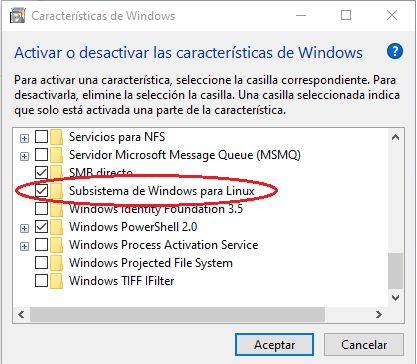 Características de Windows
Activar o desactivar las características de Windows
Para activar una característica, seleccione la casilla correspondiente. Para
desactivarla, elimine la selección la casilla. Una casilla seleccionada indica
que solo está activada una parte de la característica.
Servicios para NFS
Servidor Microsoft Message Queue (MSMQ)
SMB directo
Subsistema de Windows para Linux
Windows Identity Foundation 3.5
Windows PowerShell 2.0
Windows Process Activation Service
Windows Projected File System
Windows TIFF IFilter
Aceptar
Cancelar